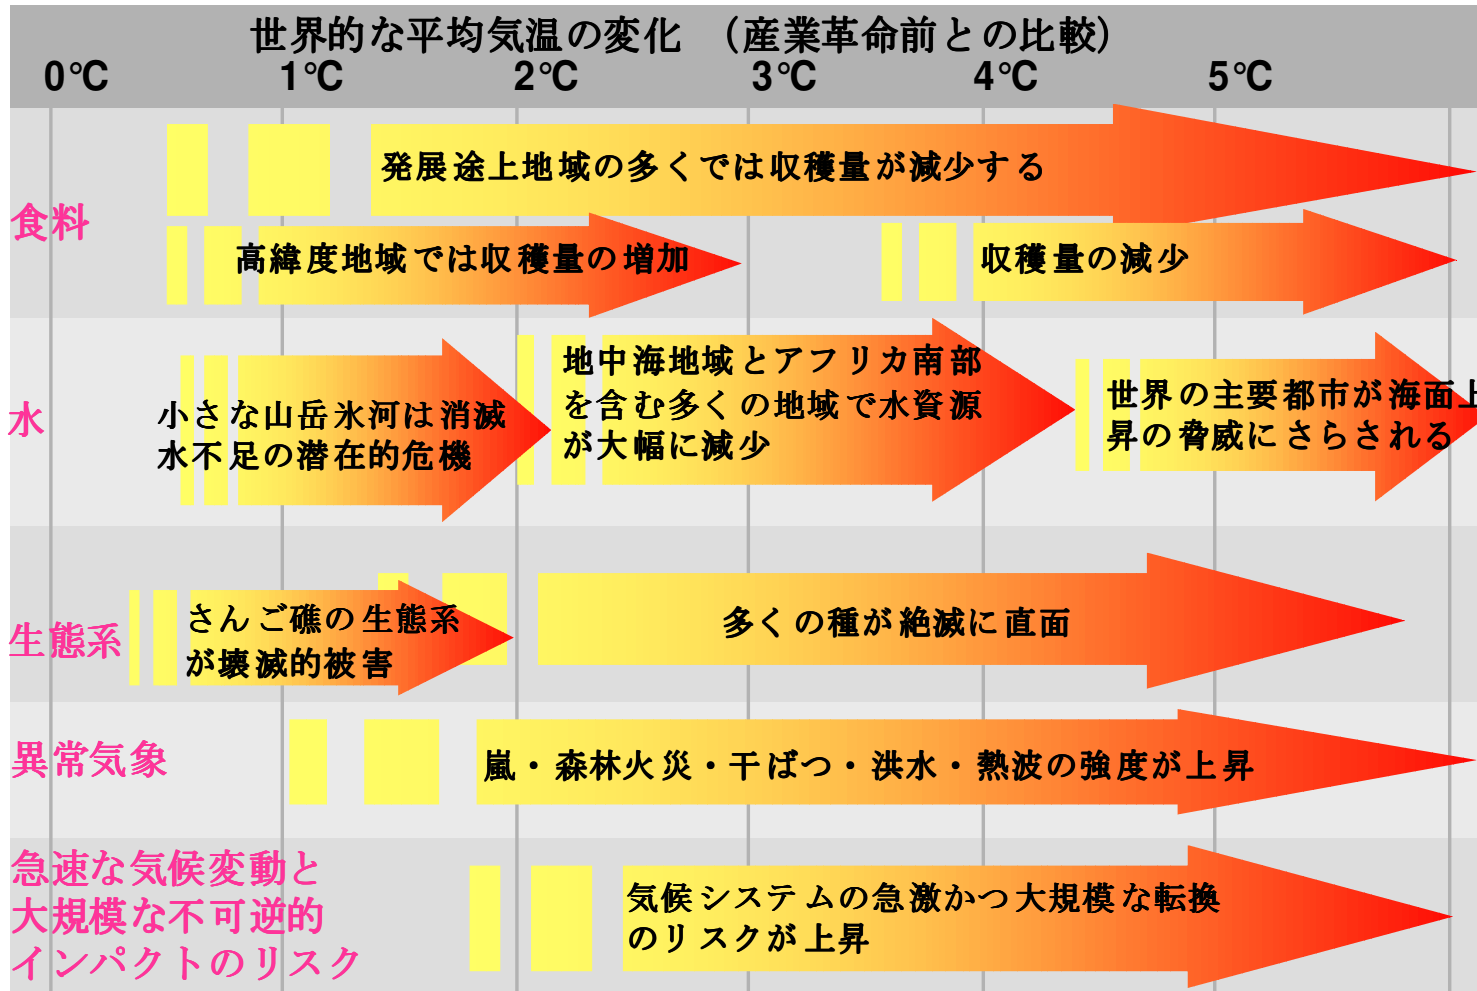 世界的な平均気温の変化　（産業革命前との比較）
0℃ 1℃ 2℃ 3℃ 4℃ 5℃
食料
発展途上地域の多くでは収穫量が減少する
高緯度地域では収穫量の増加
収穫量の減少
水
小さな山岳氷河は消滅
水不足の潜在的危機
地中海地域とアフリカ南部
を含む多くの地域で水資源
が大幅に減少
世界の主要都市が海面上
昇の脅威にさらされる
生態系
さんご礁の生態系
が壊滅的被害
多くの種が絶滅に直面
異常気象
嵐・森林火災・干ばつ・洪水・熱波の強度が上昇
急速な気候変動と
大規模な不可逆的
インパクトのリスク
気候システムの急激かつ大規模な転換
のリスクが上昇